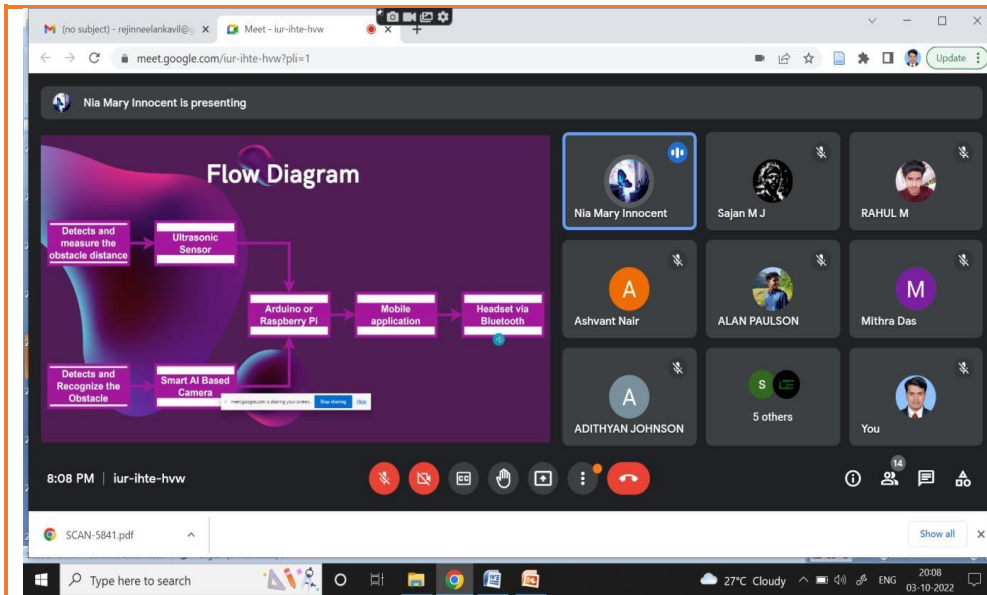 (no subject) - rejinneelankavil@g
Meet - iur-ihte-hvw
meet.google.com/iur-ihte-hvw?pli=1
Update
Nia Mary Innocent is presenting
Flow Diagram
Detects and
measure the
obstacle distance
Ultrasonic
Sensor
Arduino or
Raspberry Pi
Mobile
application
Headset via
Bluetooth
Detects and
Recognize the
Obstacle
Smart AI Based
Camera
meet.google.com is sharing your screen.
Stop sharing
Hide
Nia Mary Innocent
Sajan M J
RAHUL M
A
Ashvant Nair
ALAN PAULSON
M
Mithra Das
A
ADITHYAN JOHNSON
S
5 others
You
8:08 PM | iur-ihte-hvw
CC
14
SCAN-5841.pdf
Show all
Type here to search
27°C Cloudy
ENG
20:08
03-10-2022